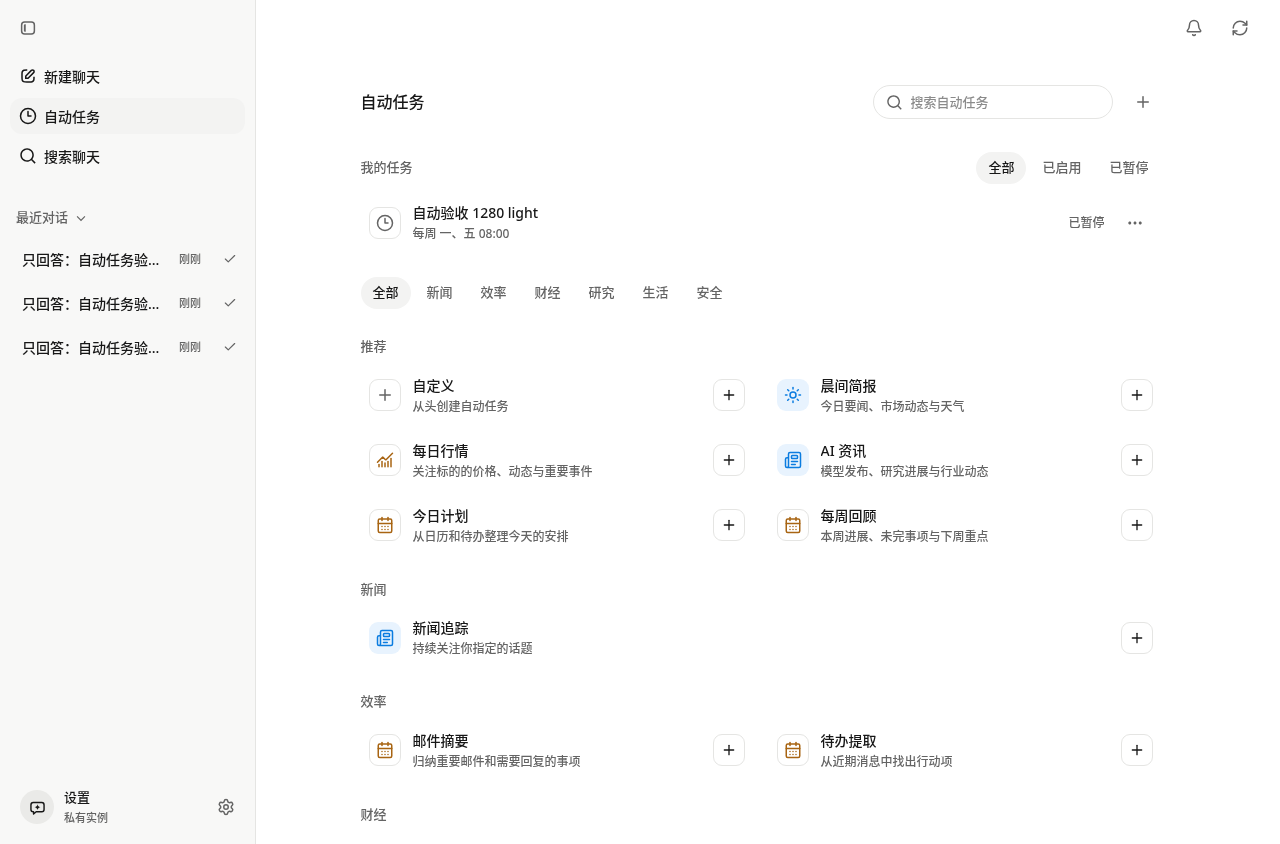 新建聊天
自动任务
搜索聊天
最近对话
只回答：自动任务验... 刚刚
只回答：自动任务验... 刚刚
只回答：自动任务验... 刚刚
设置
私有实例
自动任务
搜索自动任务
我的任务
全部 已启用 已暂停
自动验收 1280 light
每周 一、五 08:00
已暂停
全部 新闻 效率 财经 研究 生活 安全
推荐
自定义
从头创建自动任务
晨间简报
今日要闻、市场动态与天气
每日行情
关注标的的价格、动态与重要事件
AI 资讯
模型发布、研究进展与行业动态
今日计划
从日历和待办整理今天的安排
每周回顾
本周进展、未完事项与下周重点
新闻
新闻追踪
持续关注你指定的话题
效率
邮件摘要
归纳重要邮件和需要回复的事项
待办提取
从近期消息中找出行动项
财经